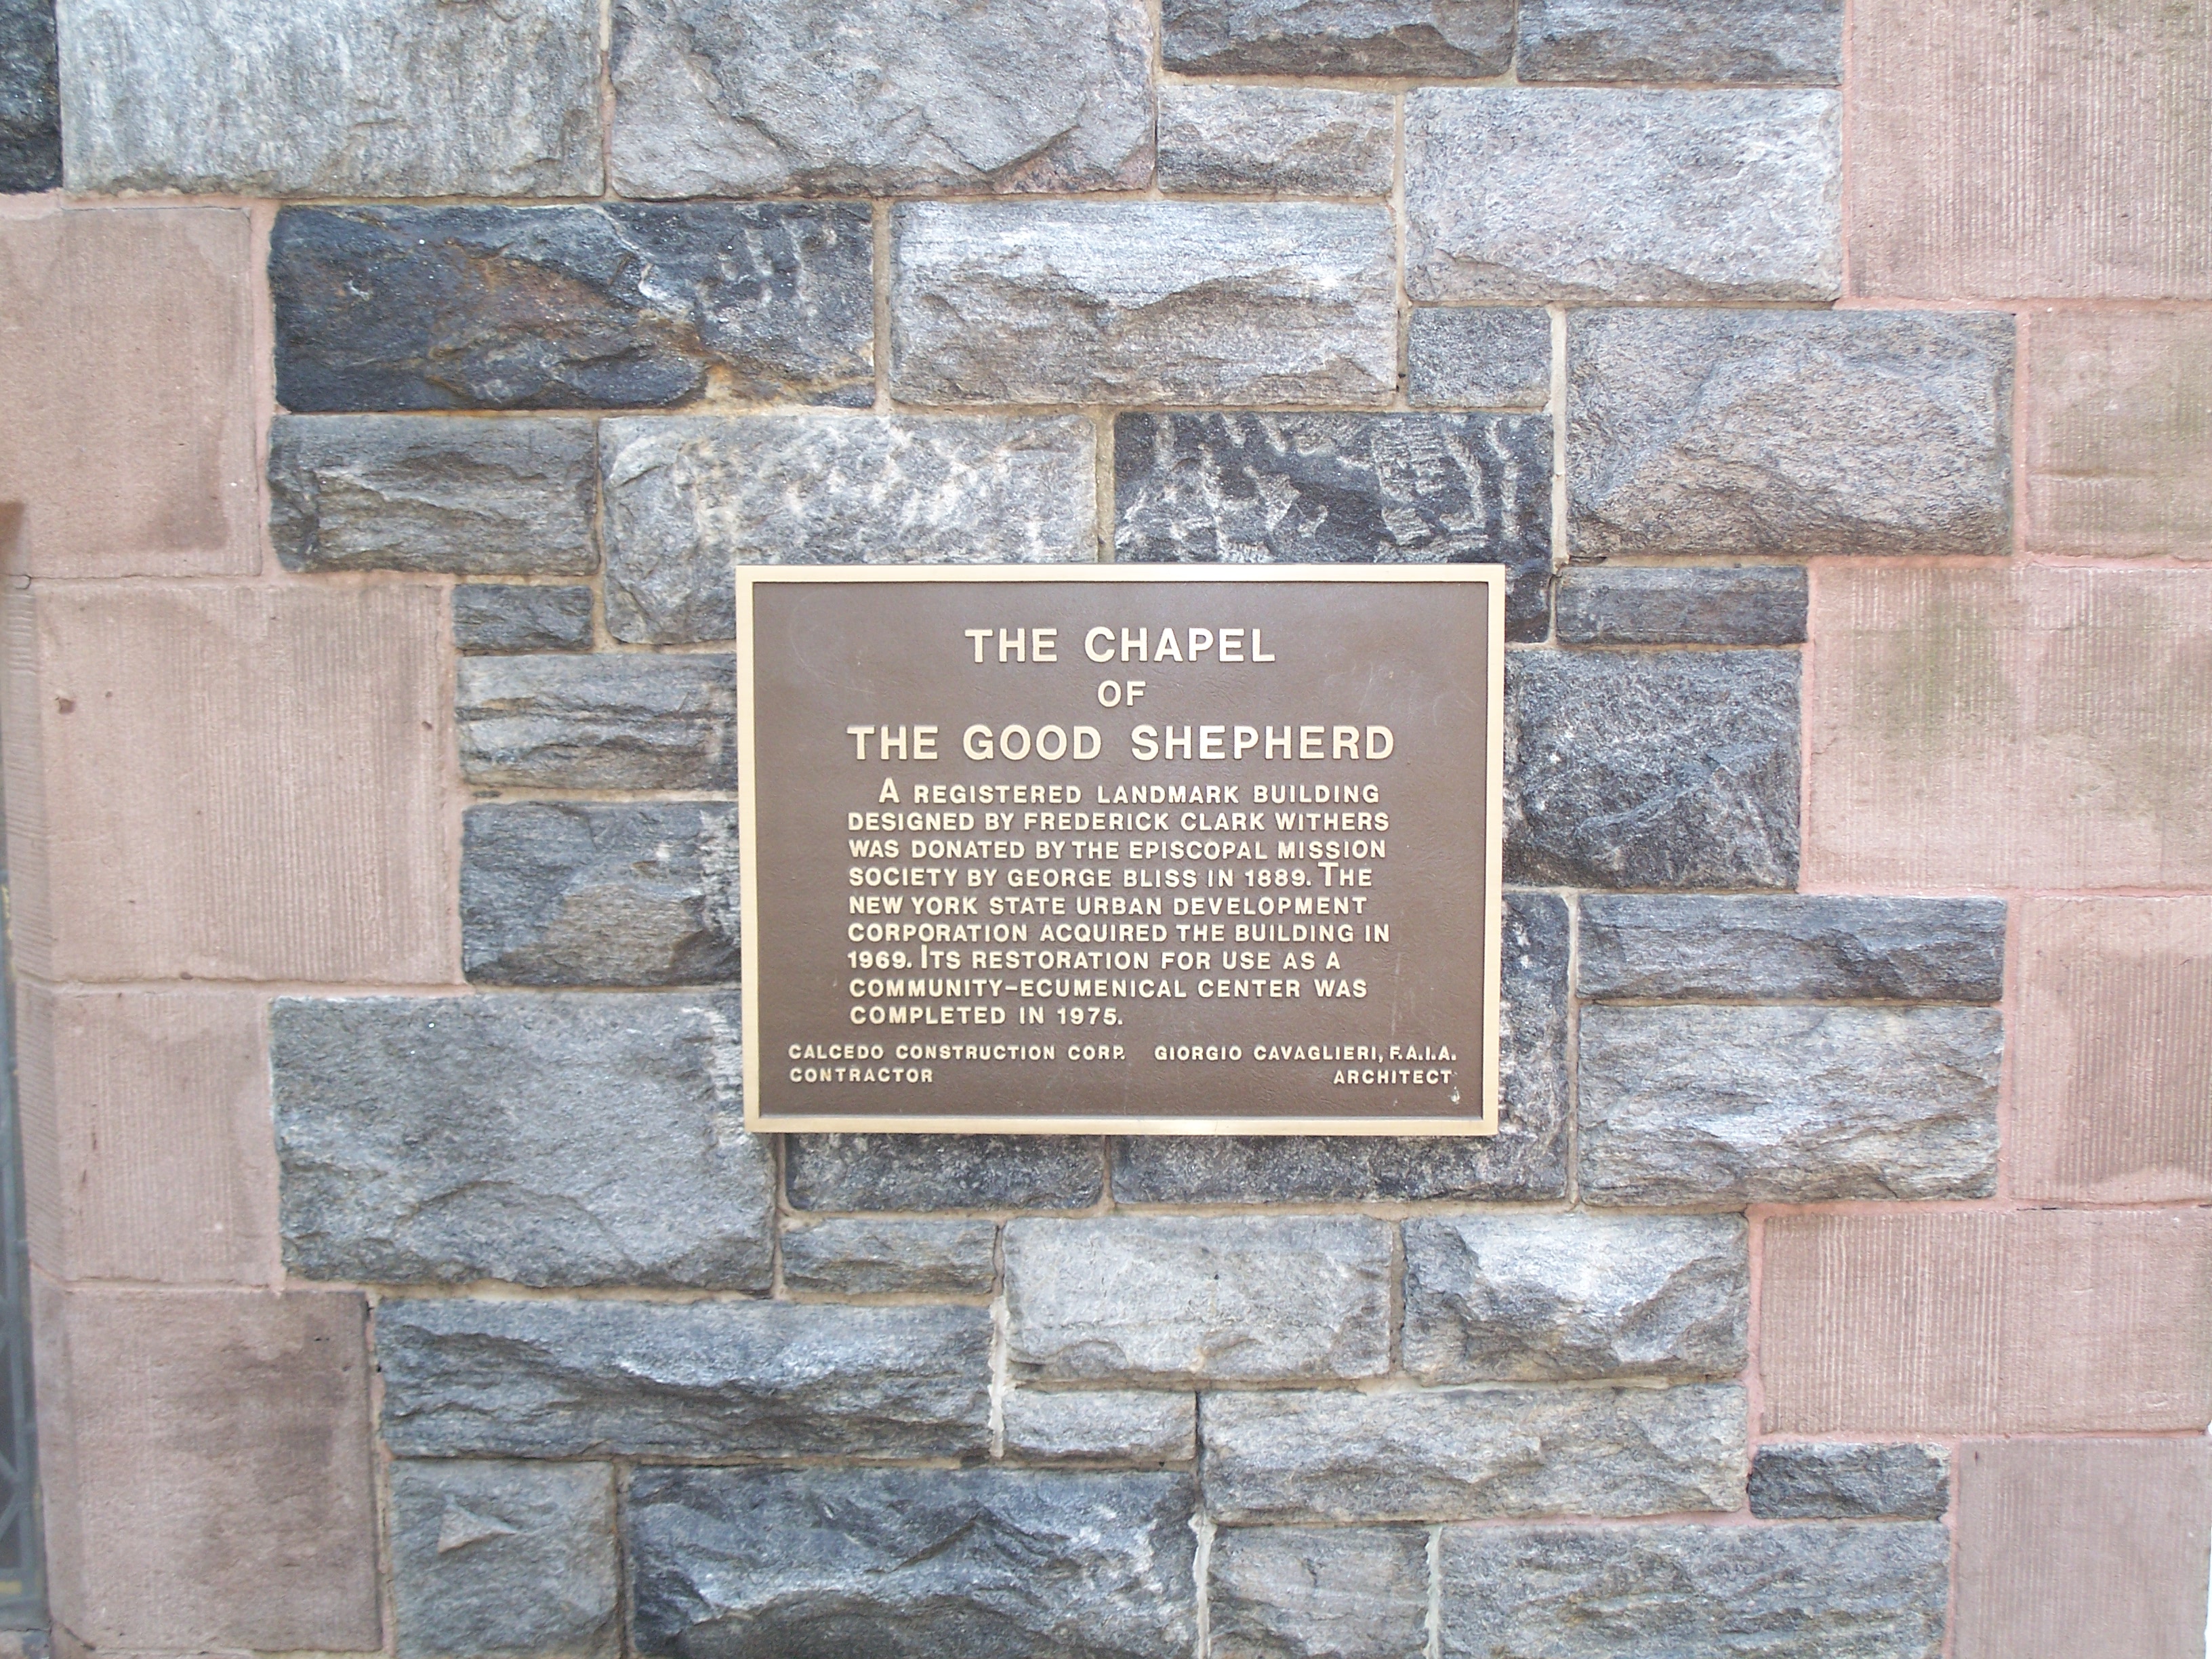 THE CHAPEL
OF
THE GOOD SHEPHERD
A REGISTERED LANDMARK BUILDING
DESIGNED BY FREDERICK CLARK WITHERS
WAS DONATED BY THE EPISCOPAL MISSION
SOCIETY BY GEORGE BLISS IN 1889. THE
NEW YORK STATE URBAN DEVELOPMENT
CORPORATION ACQUIRED THE BUILDING IN
1969. ITS RESTORATION FOR USE AS A
COMMUNITY-ECUMENICAL CENTER WAS
COMPLETED IN 1975.
CALCEDO CONSTRUCTION CORP. GIORGIO CAVAGLIERI, F.A.I.A.
CONTRACTOR ARCHITECT